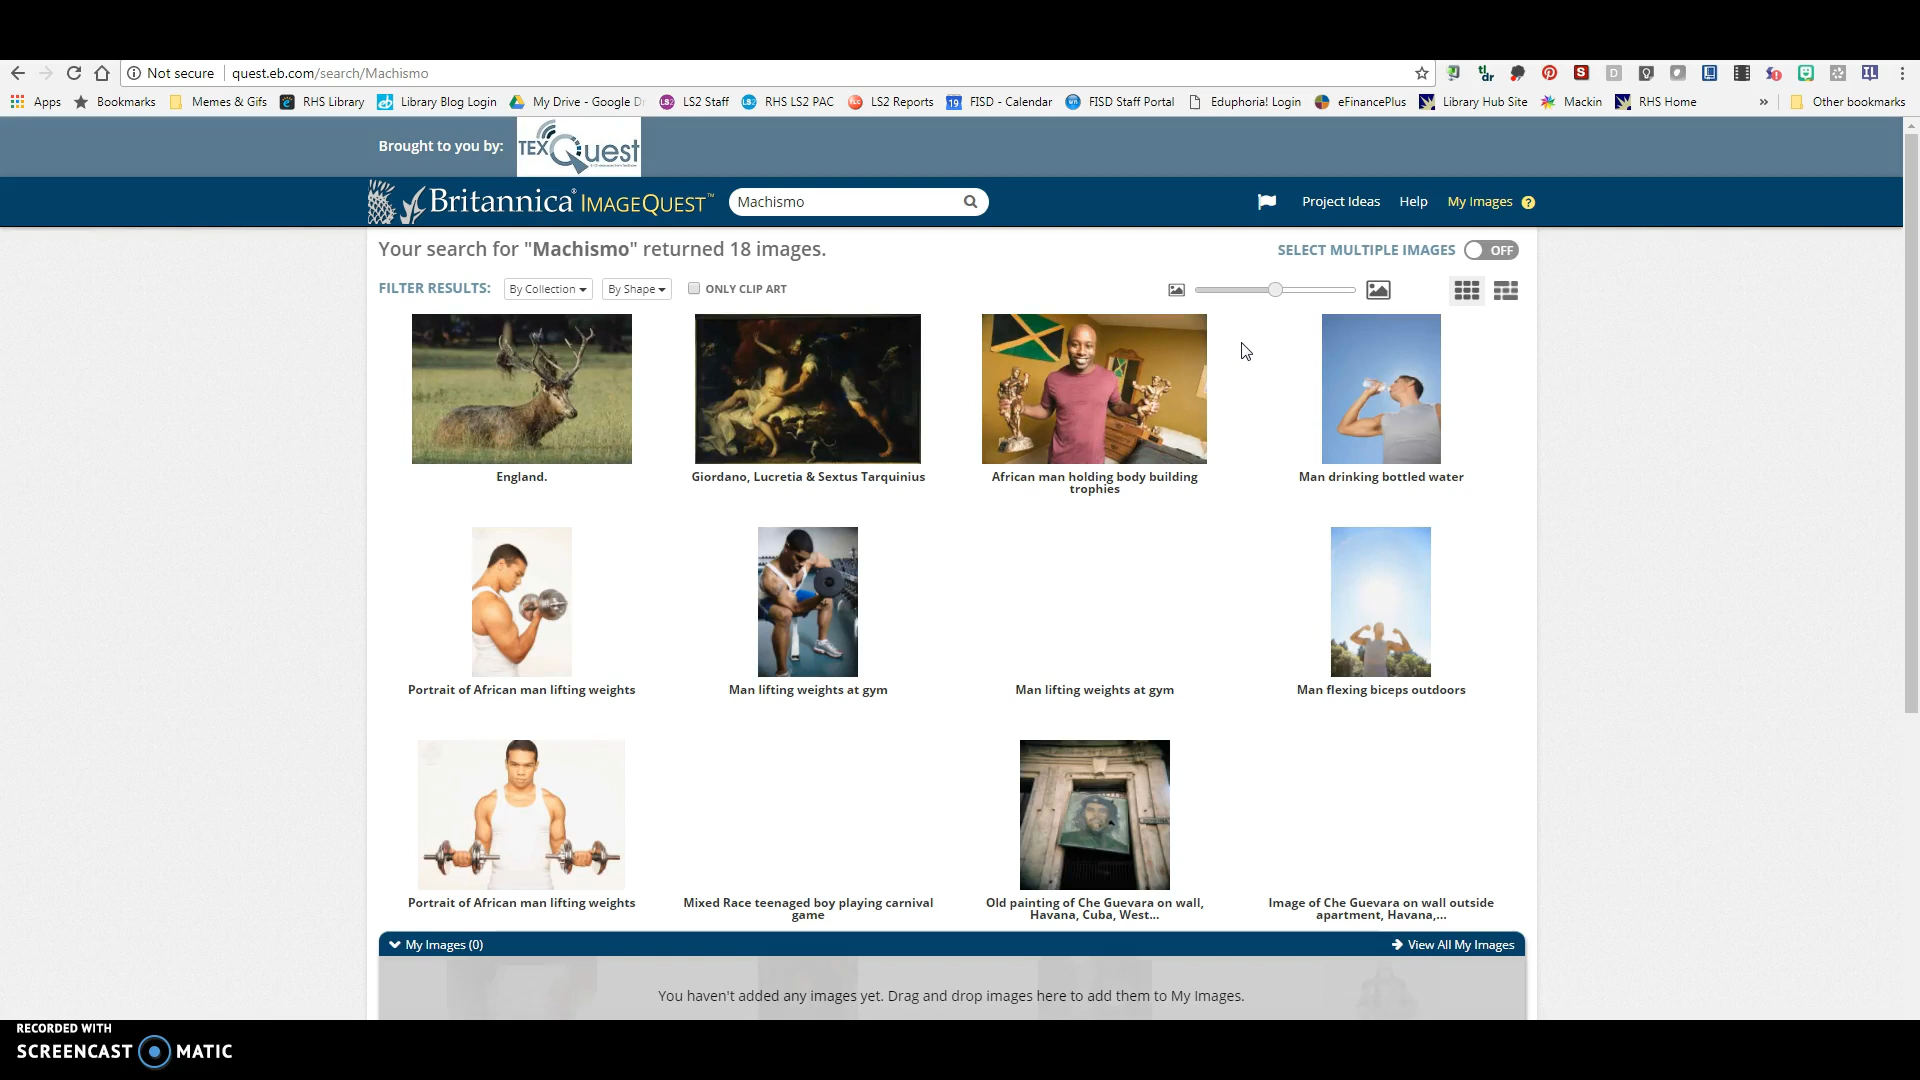 Not secure quest.eb.com/search/Machismo
Apps Bookmarks Memes & Gifs RHS Library Library Blog Login My Drive - Google Dr LS2 Staff RHS LS2 PAC LS2 Reports FISD - Calendar FISD Staff Portal Eduphoria! Login eFinancePlus Library Hub Site Mackin RHS Home » Other bookmarks
Brought to you by: TEXQuest
Britannica® IMAGEQUEST™ Machismo Project Ideas Help My Images ?
Your search for "Machismo" returned 18 images. SELECT MULTIPLE IMAGES OFF
FILTER RESULTS: By Collection By Shape ONLY CLIP ART
England. Giordano, Lucretia & Sextus Tarquinius African man holding body building Man drinking bottled water
trophies
Portrait of African man lifting weights Man lifting weights at gym Man lifting weights at gym Man flexing biceps outdoors
Portrait of African man lifting weights Mixed Race teenaged boy playing carnival Old painting of Che Guevara on wall, Image of Che Guevara on wall outside
game Havana, Cuba, West... apartment, Havana,...
My Images (0) View All My Images
You haven't added any images yet. Drag and drop images here to add them to My Images.
RECORDED WITH
SCREENCAST MATIC